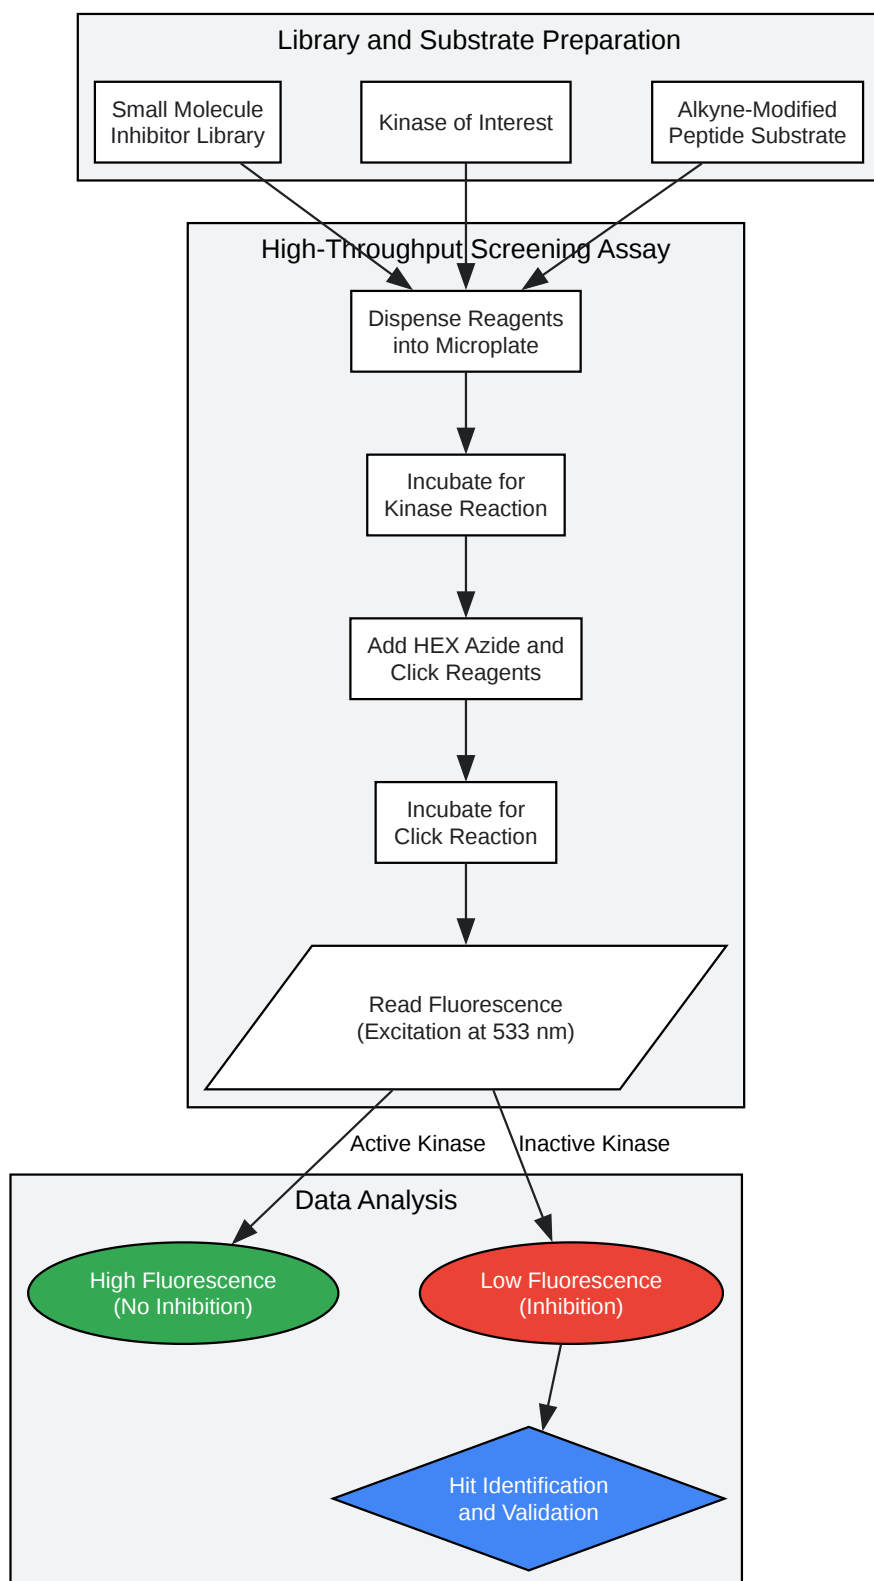 Library and Substrate Preparation
Small Molecule
Inhibitor Library
Kinase of Interest
Alkyne-Modified
Peptide Substrate
High-Throughput Screening Assay
Dispense Reagents
into Microplate
Incubate for
Kinase Reaction
Add HEX Azide and
Click Reagents
Incubate for
Click Reaction
Read Fluorescence
(Excitation at 533 nm)
Active Kinase
Inactive Kinase
Data Analysis
High Fluorescence
(No Inhibition)
Low Fluorescence
(Inhibition)
Hit Identification
and Validation